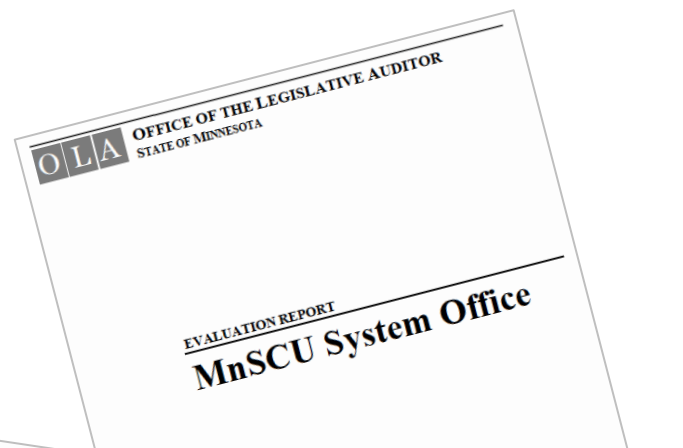 OLA
OFFICE OF THE LEGISLATIVE AUDITOR
STATE OF MINNESOTA
EVALUATION REPORT
MnSCU System Office